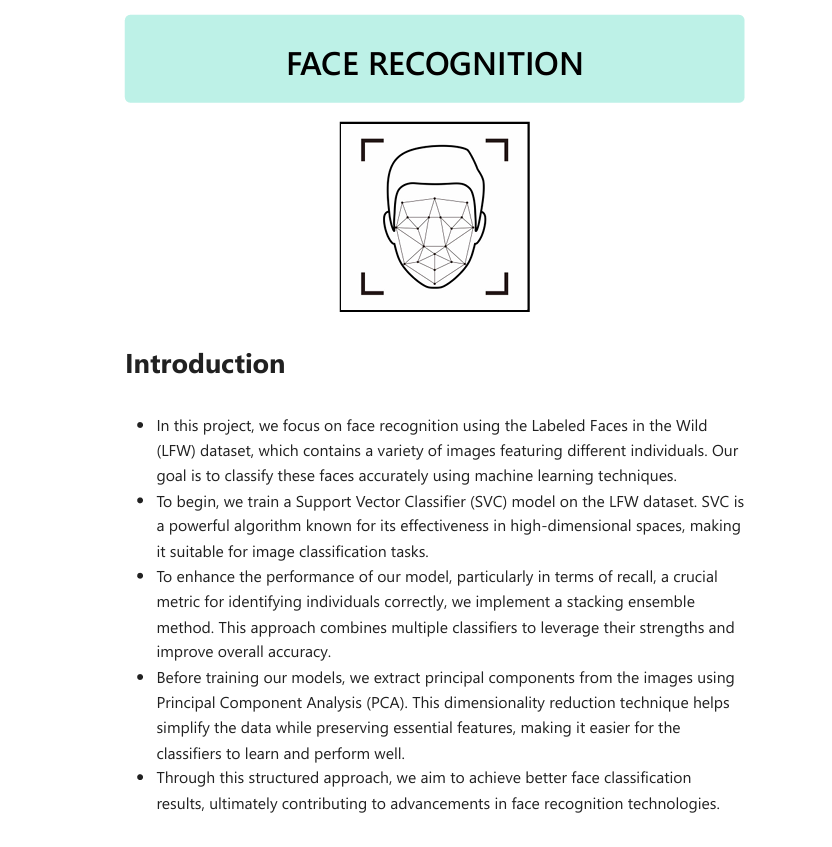 FACE RECOGNITION
Introduction
• In this project, we focus on face recognition using the Labeled Faces in the Wild
(LFW) dataset, which contains a variety of images featuring different individuals. Our
goal is to classify these faces accurately using machine learning techniques.
• To begin, we train a Support Vector Classifier (SVC) model on the LFW dataset. SVC is
a powerful algorithm known for its effectiveness in high-dimensional spaces, making
it suitable for image classification tasks.
• To enhance the performance of our model, particularly in terms of recall, a crucial
metric for identifying individuals correctly, we implement a stacking ensemble
method. This approach combines multiple classifiers to leverage their strengths and
improve overall accuracy.
• Before training our models, we extract principal components from the images using
Principal Component Analysis (PCA). This dimensionality reduction technique helps
simplify the data while preserving essential features, making it easier for the
classifiers to learn and perform well.
• Through this structured approach, we aim to achieve better face classification
results, ultimately contributing to advancements in face recognition technologies.